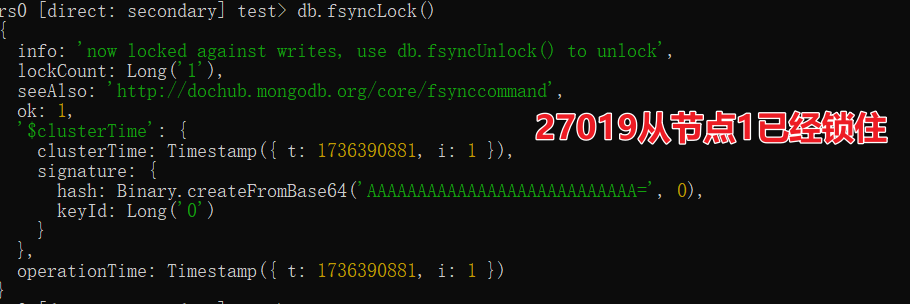 rs0 [direct: secondary] test> db.fsyncLock()
{
  info: 'now locked against writes, use db.fsyncUnlock() to unlock',
  lockCount: Long('1'),
  seeAlso: 'http://dochub.mongodb.org/core/fsynccommand',
  ok: 1,
  '$clusterTime': {
27019从节点1已经锁住
    clusterTime: Timestamp({ t: 1736390881, i: 1 }),
    signature: {
      hash: Binary.createFromBase64('AAAAAAAAAAAAAAAAAAAAAAAAAAA=', 0),
      keyId: Long('0')
    }
  },
  operationTime: Timestamp({ t: 1736390881, i: 1 })
}